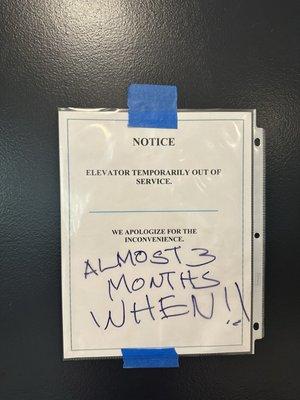 NOTICE
ELEVATOR TEMPORARILY OUT OF
SERVICE.
WE APOLOGIZE FOR THE
INCONVENIENCE.
ALMOST 3
MONTHS
WHEN!!